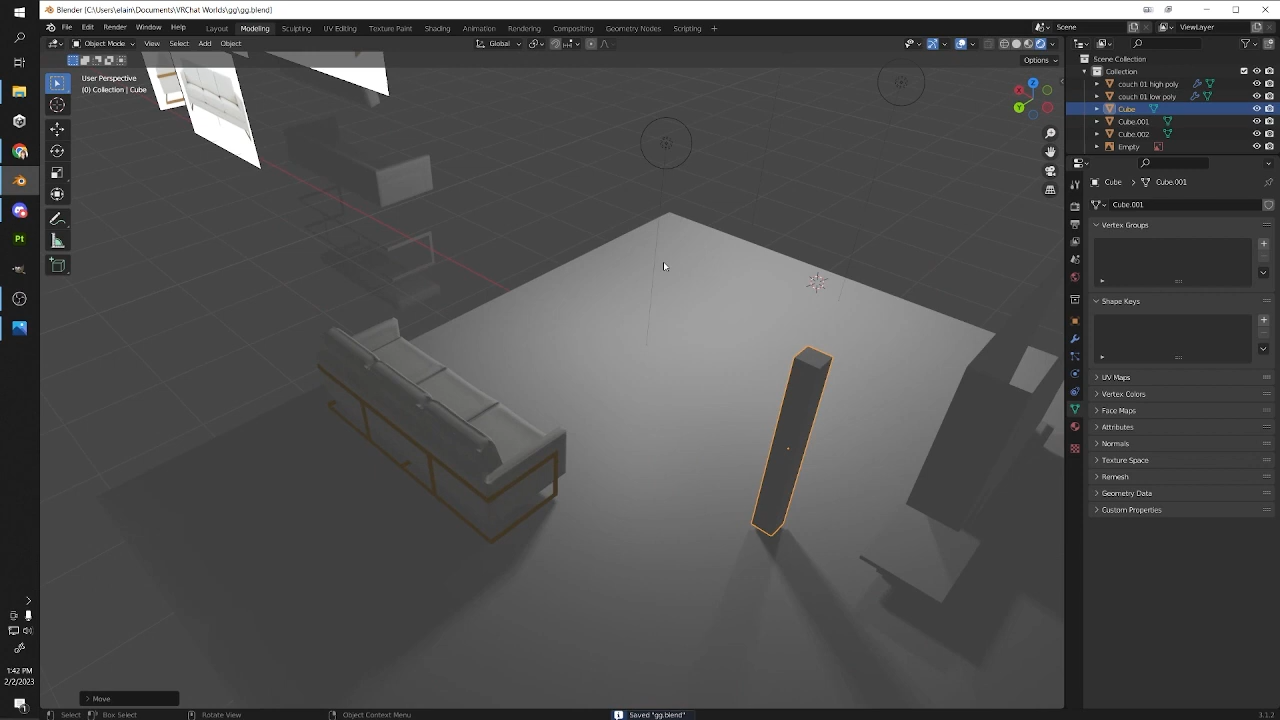 Blender [C:\Users\elain\Documents\VRChat Worlds\gg\gg.blend]
File Edit Render Window Help Layout Modeling Sculpting UV Editing Texture Paint Shading Animation Rendering Compositing Geometry Nodes Scripting Scene ViewLayer
Object Mode View Select Add Object Global
Options
User Perspective
(0) Collection | Cube
Scene Collection
Collection
couch 01 high poly
couch 01 low poly
Cube
Cube.001
Cube.002
Empty
Cube Cube.001
Cube.001
Vertex Groups
Shape Keys
UV Maps
Vertex Colors
Face Maps
Attributes
Normals
Texture Space
Remesh
Geometry Data
Custom Properties
X
Y
Z
Pt
1:42 PM
2/2/2023
Move
Select Box Select Rotate View Object Context Menu Saved "gg.blend" 3.1.2